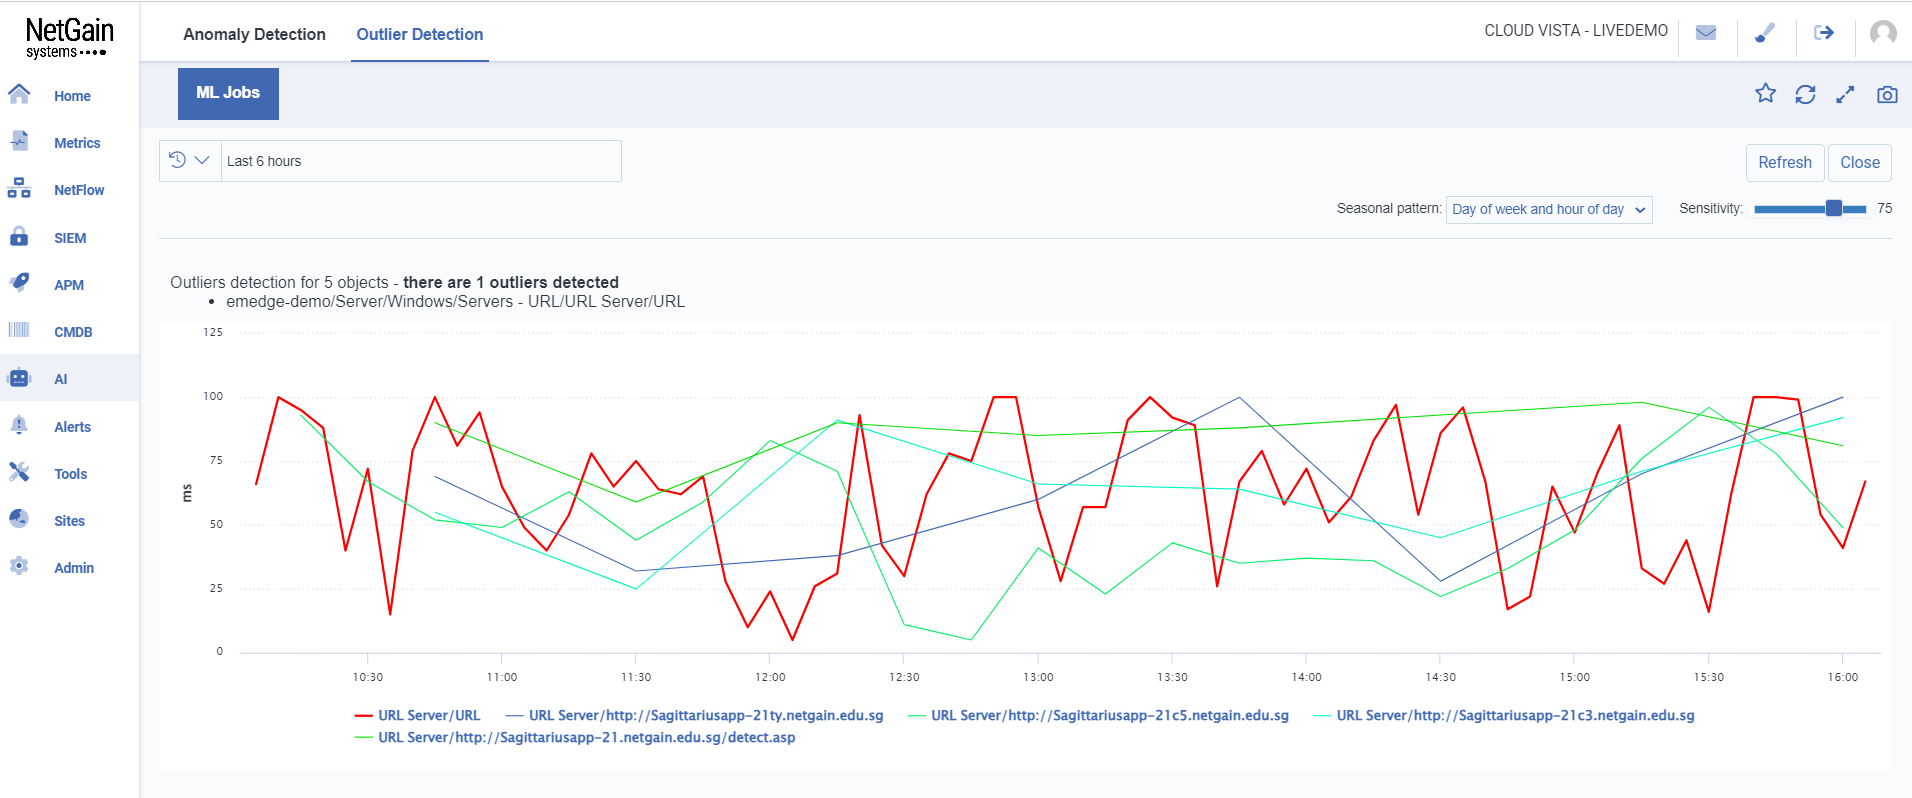 NetGain
systems
Anomaly Detection
Outlier Detection
CLOUD VISTA - LIVEDEMO
ML Jobs
Home
Metrics
NetFlow
SIEM
APM
CMDB
AI
Alerts
Tools
Sites
Admin
Last 6 hours
Refresh
Close
Seasonal pattern: Day of week and hour of day
Sensitivity: 75
Outliers detection for 5 objects - there are 1 outliers detected
• emedge-demo/Server/Windows/Servers - URL/URL Server/URL
125
100
75
50
25
0
ms
10:30 11:00 11:30 12:00 12:30 13:00 13:30 14:00 14:30 15:00 15:30 16:00
URL Server/URL URL Server/http://Sagittariusapp-21ty.netgain.edu.sg URL Server/http://Sagittariusapp-21c5.netgain.edu.sg URL Server/http://Sagittariusapp-21c3.netgain.edu.sg
URL Server/http://Sagittariusapp-21.netgain.edu.sg/detect.asp